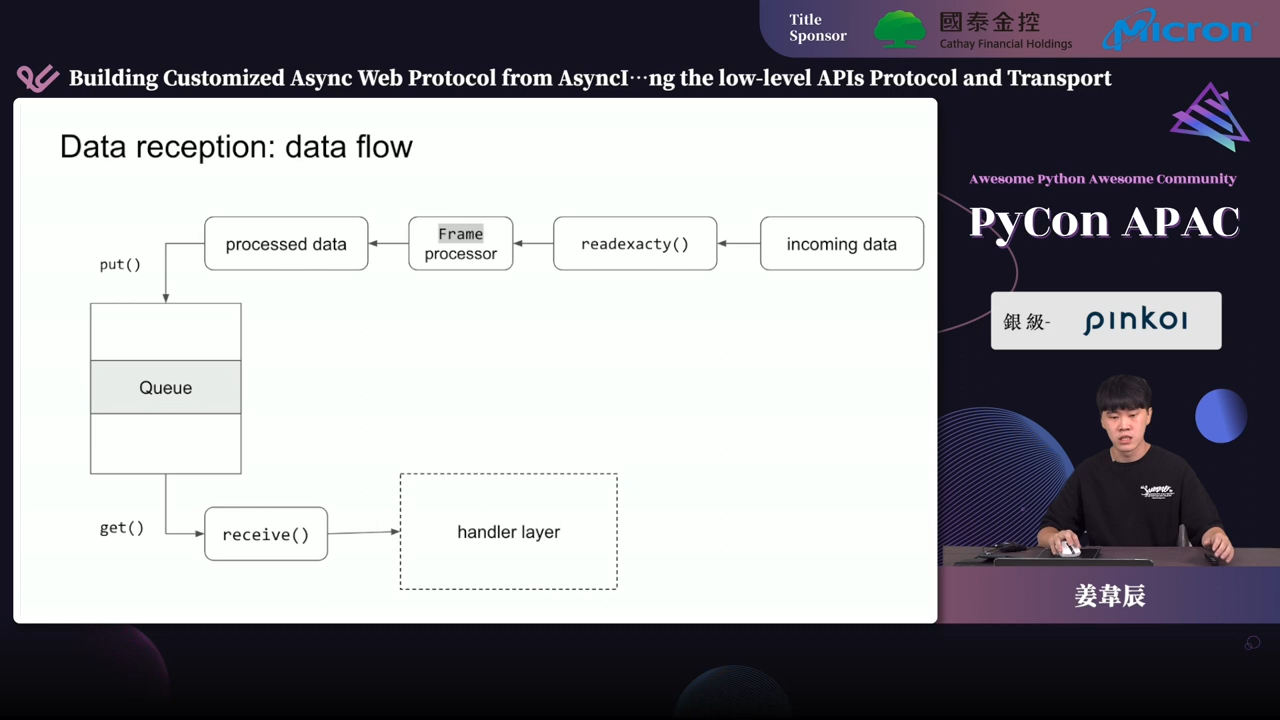 Title
Sponsor
國泰金控
Cathay Financial Holdings
Micron
Building Customized Async Web Protocol from AsyncI…ng the low-level APIs Protocol and Transport
Data reception: data flow
processed data
Frame
processor
readexacty()
incoming data
put()
Queue
get()
receive()
handler layer
Awesome Python Awesome Community
PyCon APAC
銀級-
pinkoi
姜韋辰